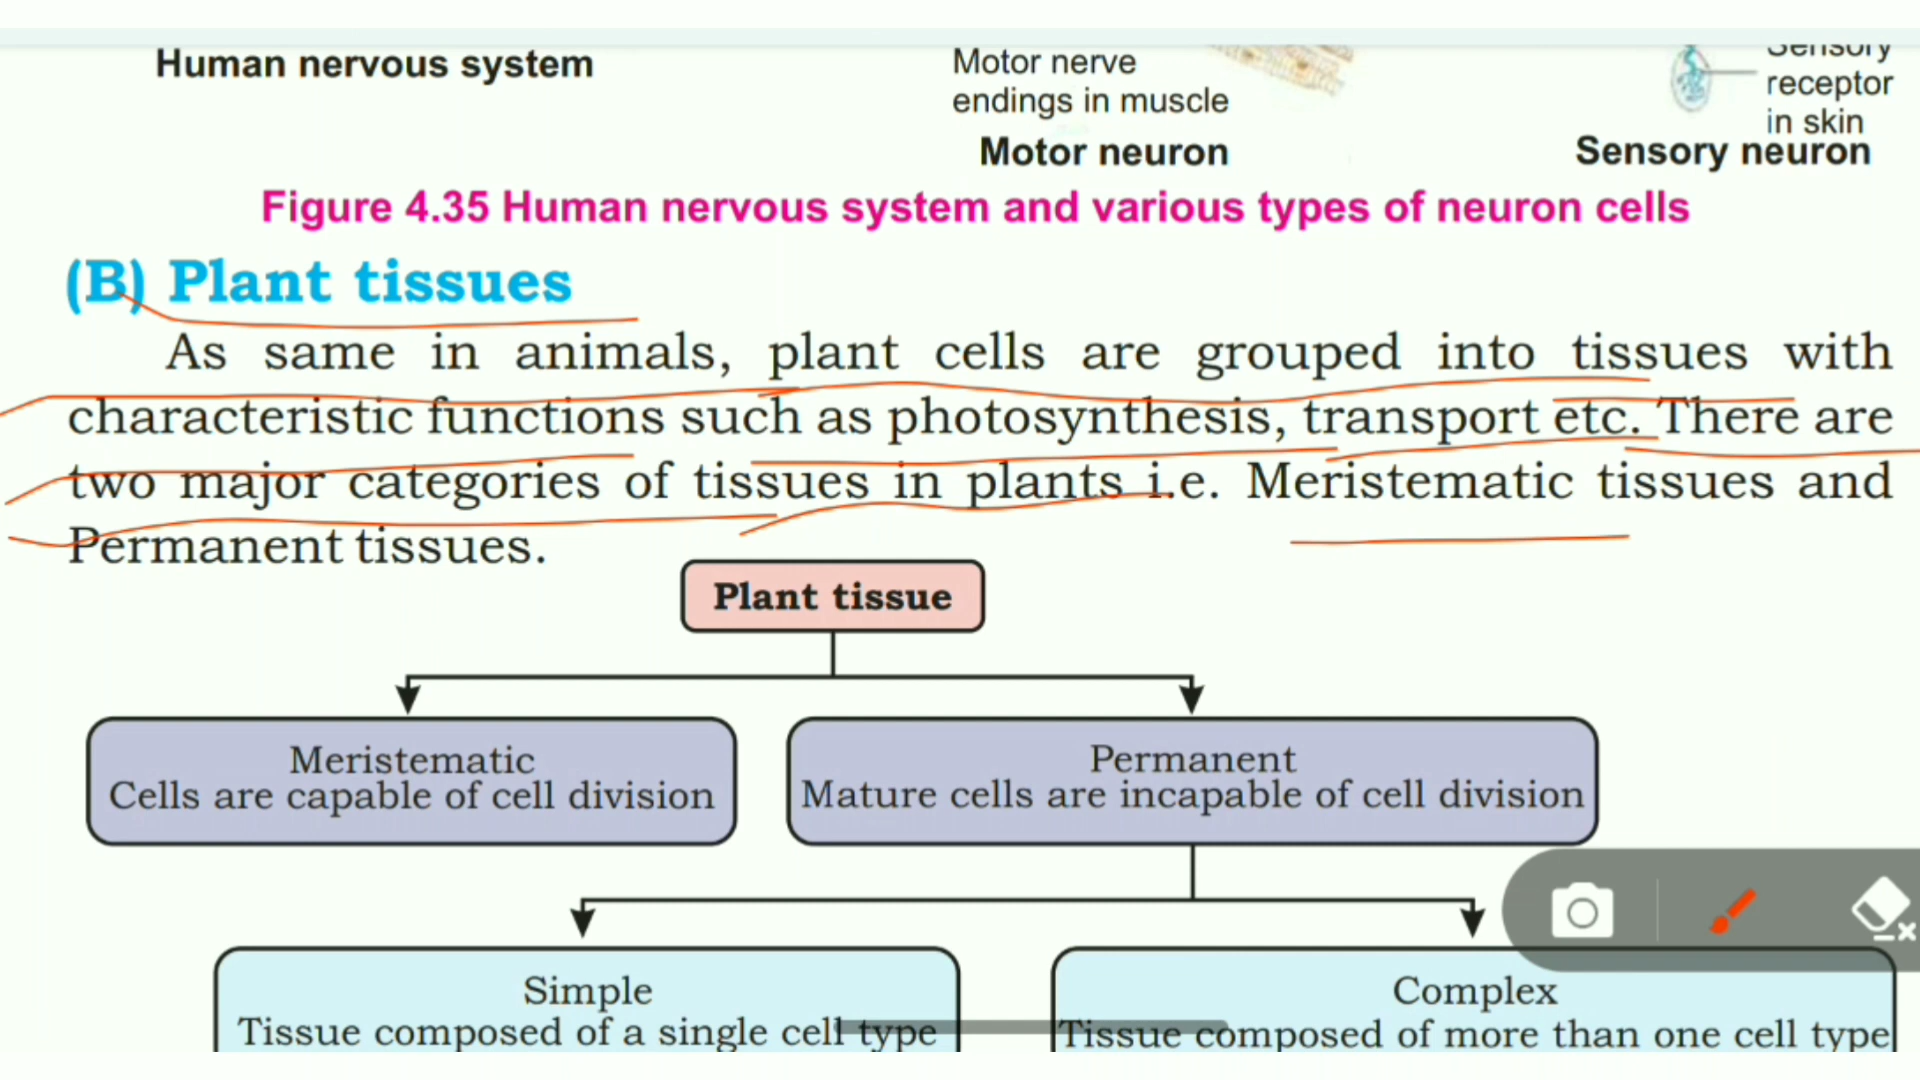 Human nervous system
Motor nerve
endings in muscle
Motor neuron
Sensory
receptor
in skin
Sensory neuron
Figure 4.35 Human nervous system and various types of neuron cells
(B) Plant tissues
As same in animals, plant cells are grouped into tissues with
characteristic functions such as photosynthesis, transport etc. There are
two major categories of tissues in plants i.e. Meristematic tissues and
Permanent tissues.
Plant tissue
Meristematic
Cells are capable of cell division
Permanent
Mature cells are incapable of cell division
Simple
Tissue composed of a single cell type
Complex
Tissue composed of more than one cell type